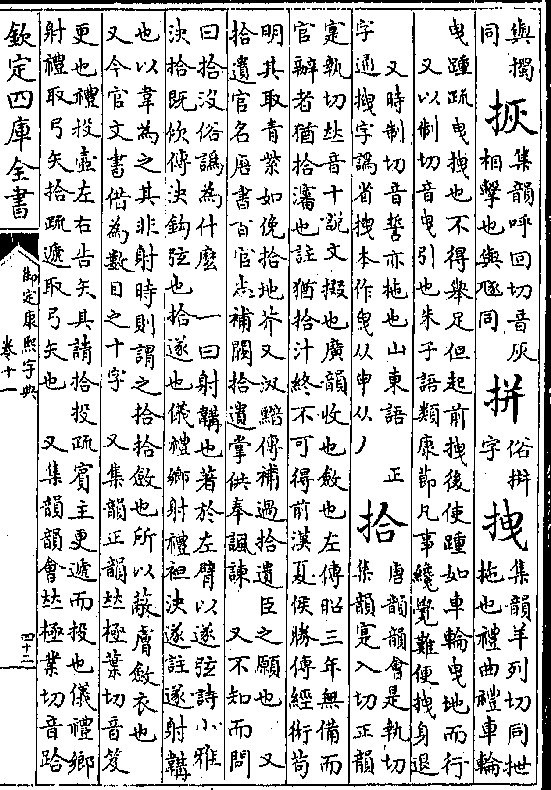 與擱
同
拻
集韻呼回切音灰
相擊也與豗同
拼
俗拚
字
拽
集韻羊列切同抴
拖也禮曲禮車輪
曳踵疏曳拽也不得舉足但起前拽後使踵如車輪曳地而行
又以制切音曳引也朱子語類康節凡事纔覺難便拽身退
又時制切音誓亦拖也山東語 正
字通拽字譌省拽本作曳从申从丿
拾
唐韻韻會是執切
集韻寔入切正韻
寔執切𠀤音十說文掇也廣韻收也斂也左傳昭三年無備而
官辦者猶拾瀋也註猶拾汁終不可得前漢夏侯勝傳經術苟
明其取青紫如俛拾地芥又汲黯傳補過拾遺臣之願也 又
拾遺官名唐書百官志補闕拾遺掌供奉諷諫 又不知而問
曰拾沒俗譌為什麽 一曰射韝也著於左臂以遂弦詩小雅
決拾既佽傳決鉤弦也拾遂也儀禮鄉射禮袒決遂註遂射韝
也以韋為之其非射時則謂之拾拾斂也所以蔽膚斂衣也
又今官文書借為數目之十字 又集韻正韻𠀤極葉切音笈
更也禮投壺左右告矢具請拾投疏賓主更遞而投也儀禮鄉
射禮取弓矢拾疏遞取弓矢也 又集韻韻會𠀤極業切音跲
欽定四庫全書
御定康熙字典
卷十一
四十二